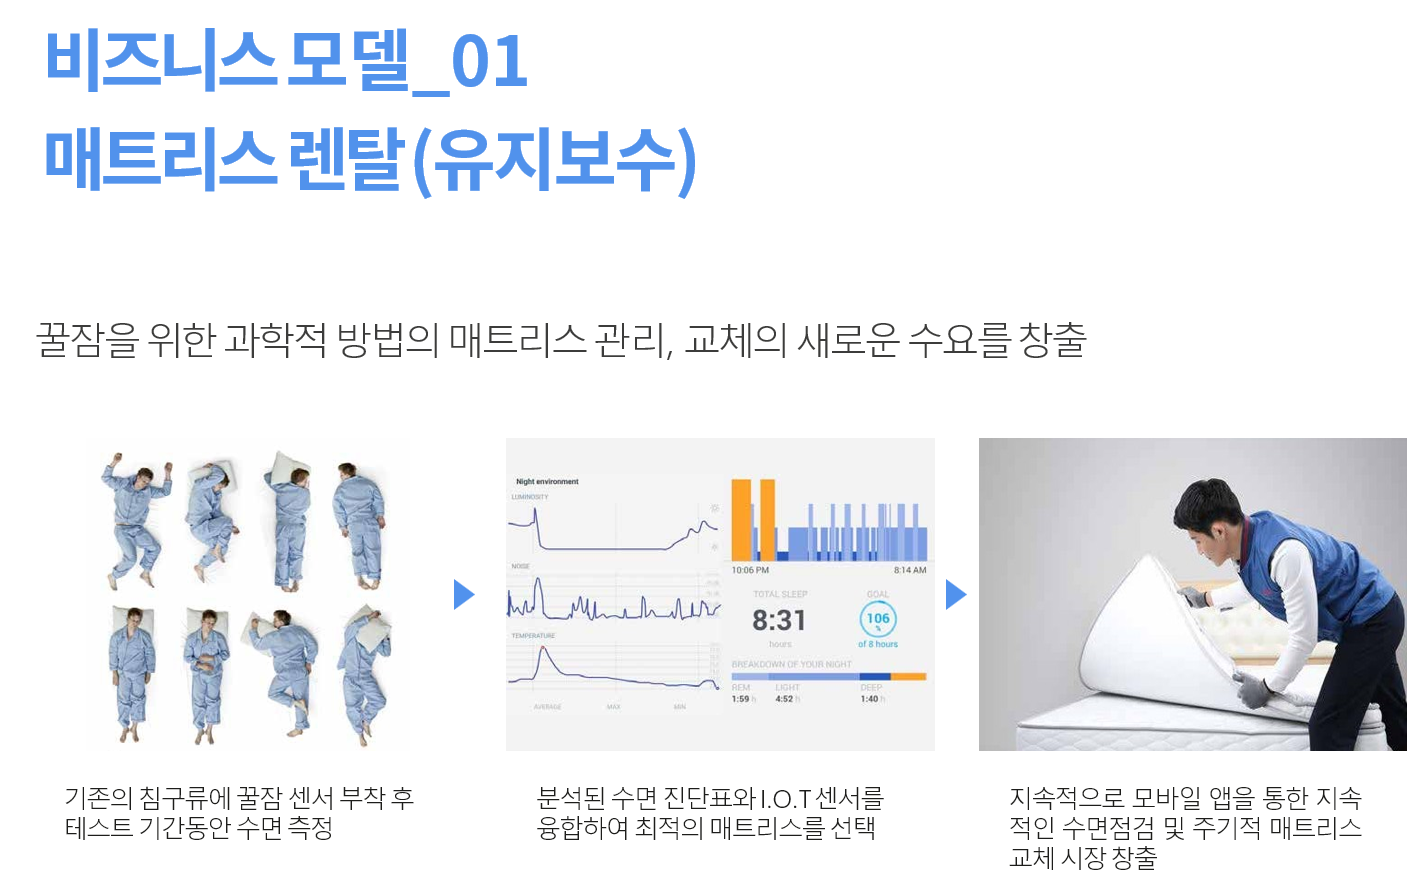 비즈니스 모델_01
매트리스 렌탈(유지보수)
꿀잠을 위한 과학적 방법의 매트리스 관리, 교체의 새로운 수요를 창출
Night environment
LUMINOSITY
NOISE
TEMPERATURE
AVERAGE MAX MIN
10:06 PM 8:14 AM
TOTAL SLEEP GOAL
8:31 106
%
hours of 8 hours
BREAKDOWN OF YOUR NIGHT
REM LIGHT DEEP
1:59 h 4:52 h 1:40 h
기존의 침구류에 꿀잠 센서 부착 후
테스트 기간동안 수면 측정
분석된 수면 진단표와 I.O.T 센서를
융합하여 최적의 매트리스를 선택
지속적으로 모바일 앱을 통한 지속
적인 수면점검 및 주기적 매트리스
교체 시장 창출